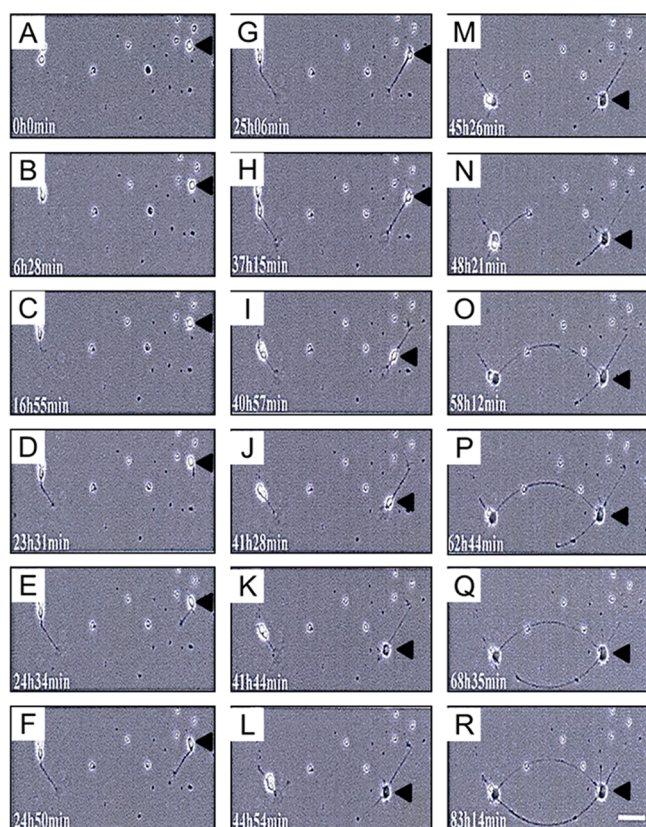 A
0h0min
B
6h28min
C
16h55min
D
23h31min
E
24h34min
F
24h50min
G
25h06min
H
37h15min
I
40h57min
J
41h28min
K
41h44min
L
44h54min
M
45h26min
N
48h21min
O
58h12min
P
62h44min
Q
68h35min
R
83h14min